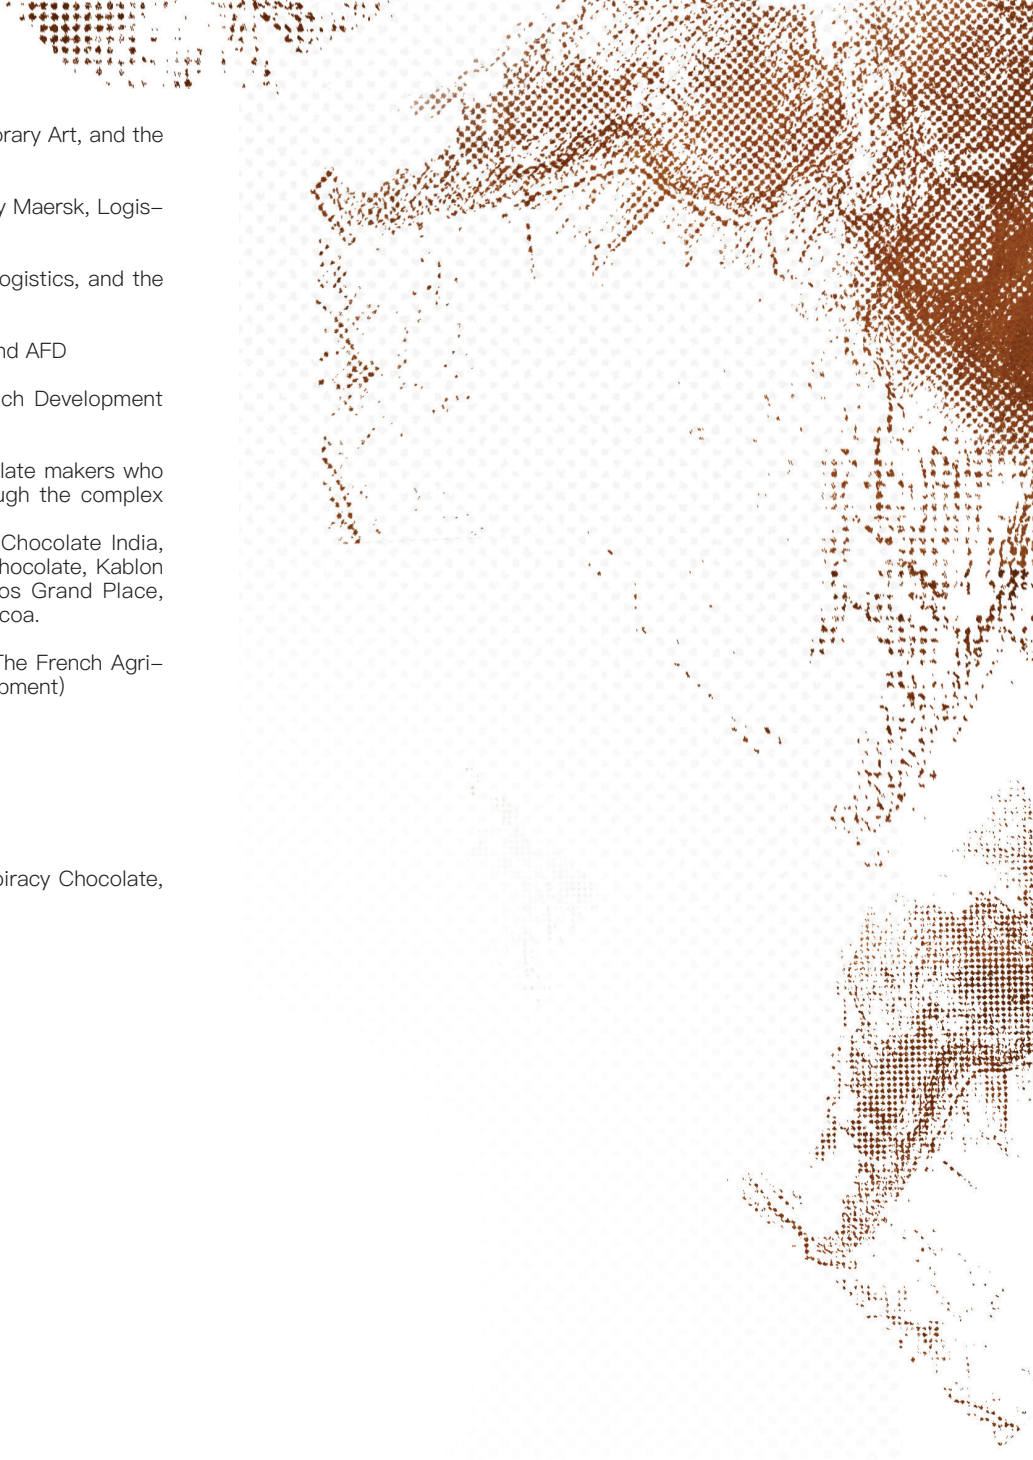 orary Art, and the
y Maersk, Logis–
ogistics, and the
nd AFD
ch Development
late makers who
ugh the complex
Chocolate India,
hocolate, Kablon
os Grand Place,
coa.
The French Agri–
pment)
piracy Chocolate,